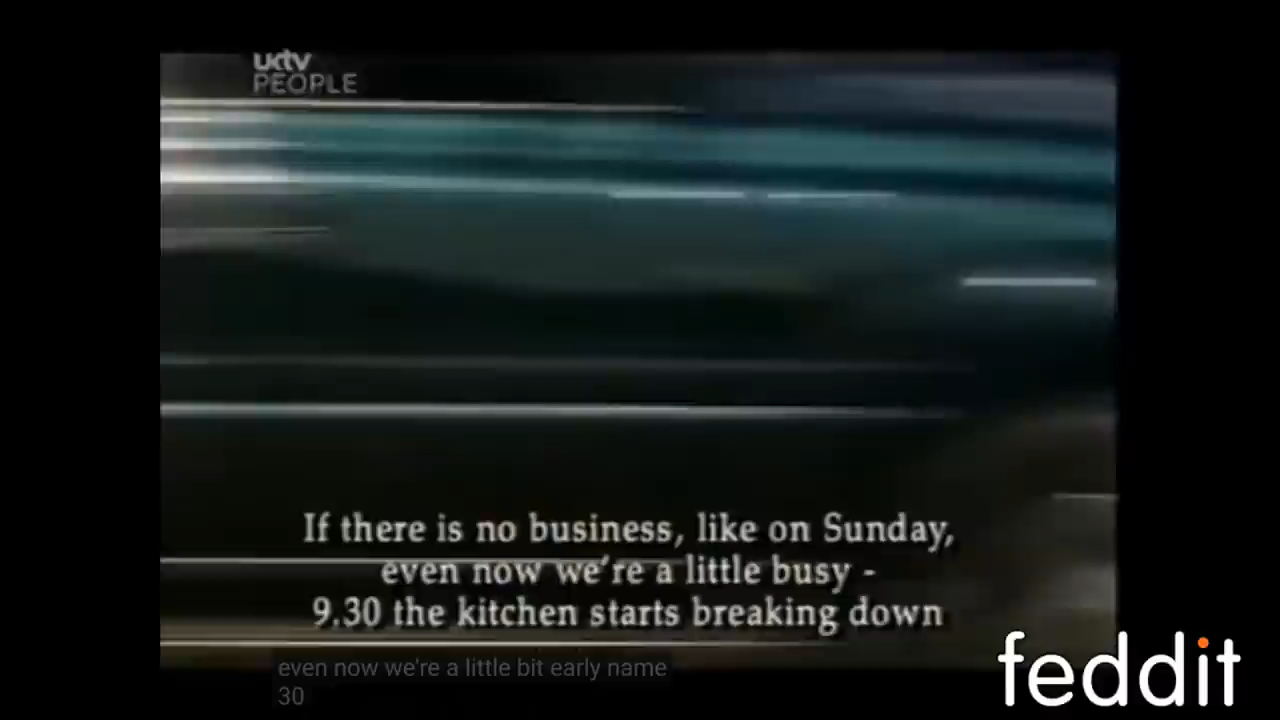 uktv
PEOPLE
If there is no business, like on Sunday,
even now we're a little busy -
9.30 the kitchen starts breaking down
even now we're a little bit early name
30
feddit